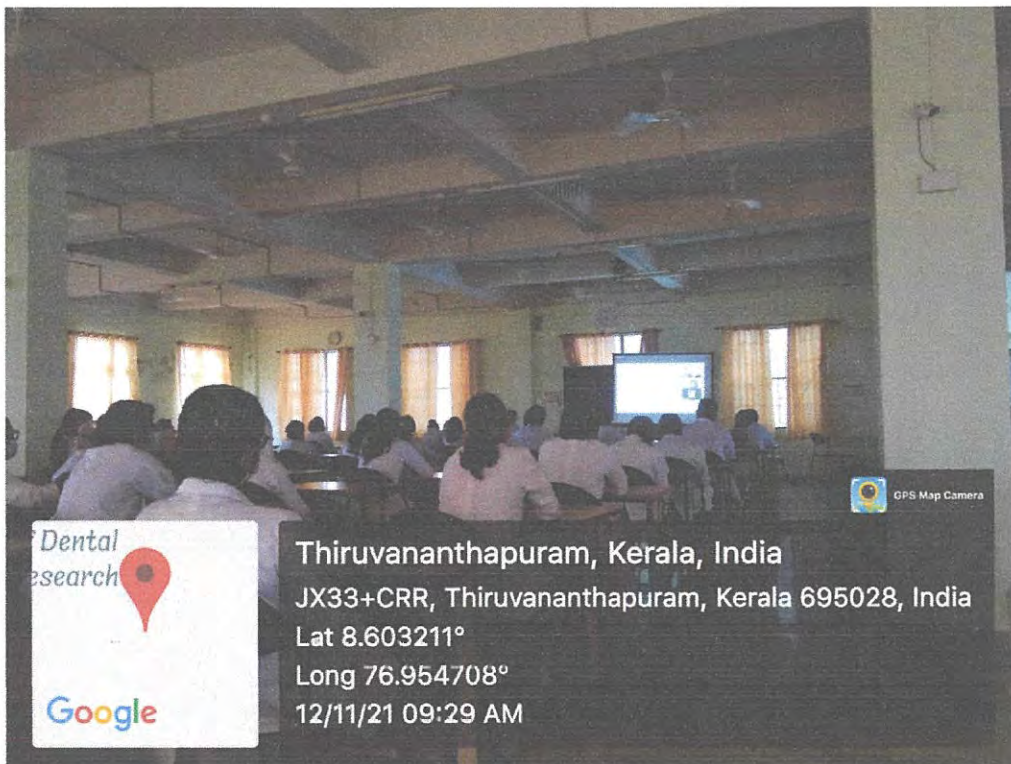 GPS Map Camera
Dental
esearch
Google
Thiruvananthapuram, Kerala, India
JX33+CRR, Thiruvananthapuram, Kerala 695028, India
Lat 8.603211°
Long 76.954708°
12/11/21 09:29 AM